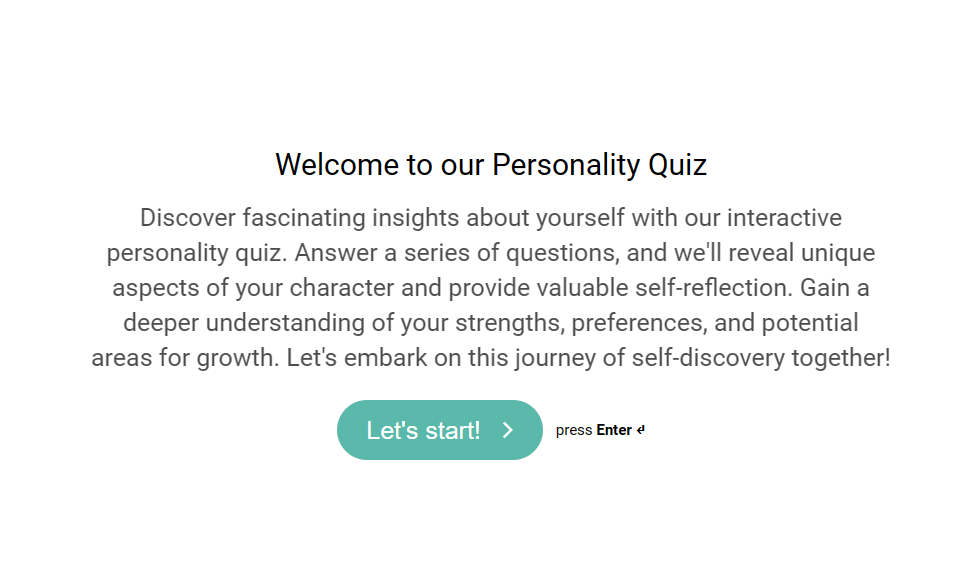 Welcome to our Personality Quiz
Discover fascinating insights about yourself with our interactive
personality quiz. Answer a series of questions, and we'll reveal unique
aspects of your character and provide valuable self-reflection. Gain a
deeper understanding of your strengths, preferences, and potential
areas for growth. Let's embark on this journey of self-discovery together!
Let's start!
press Enter ↵